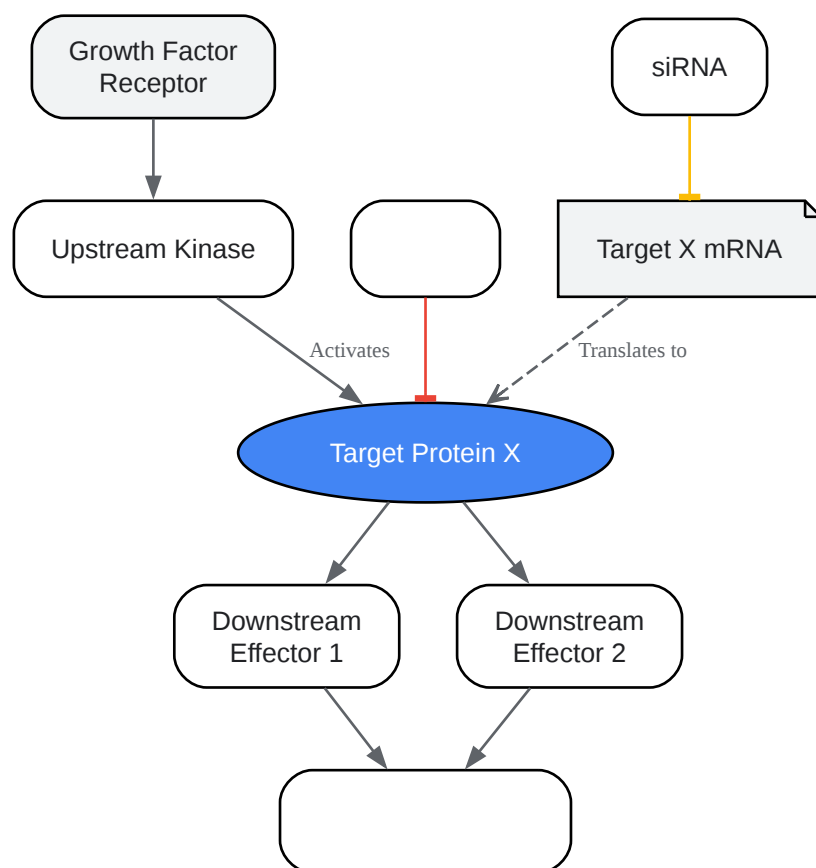 Growth Factor
Receptor
siRNA
Upstream Kinase
Target X mRNA
Activates
Translates to
Target Protein X
Downstream
Effector 1
Downstream
Effector 2